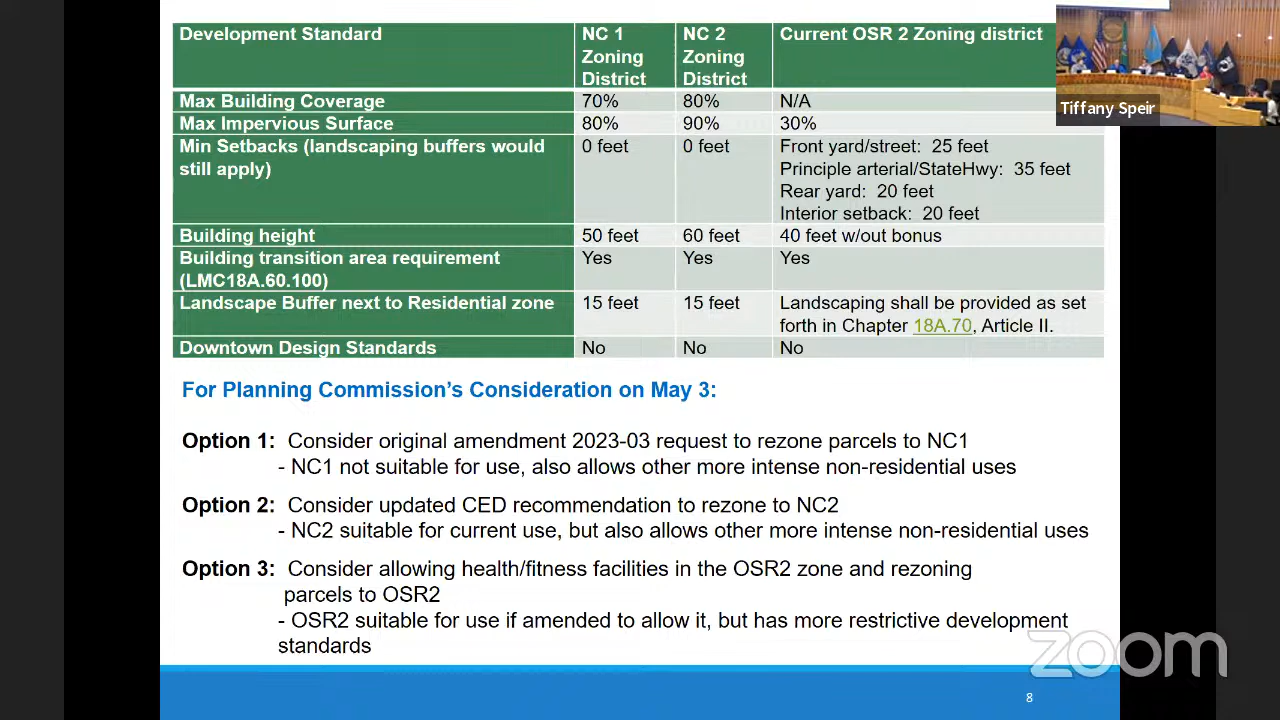 Development Standard NC 1 Zoning District NC 2 Zoning District Current OSR 2 Zoning district
Tiffany Speir
Max Building Coverage 70% 80% N/A
Max Impervious Surface 80% 90% 30%
Min Setbacks (landscaping buffers would still apply) 0 feet 0 feet Front yard/street: 25 feet
Principle arterial/StateHwy: 35 feet
Rear yard: 20 feet
Interior setback: 20 feet
Building height 50 feet 60 feet 40 feet w/out bonus
Building transition area requirement (LMC18A.60.100) Yes Yes Yes
Landscape Buffer next to Residential zone 15 feet 15 feet Landscaping shall be provided as set forth in Chapter 18A.70, Article II.
Downtown Design Standards No No No
For Planning Commission's Consideration on May 3:
Option 1: Consider original amendment 2023-03 request to rezone parcels to NC1
- NC1 not suitable for use, also allows other more intense non-residential uses
Option 2: Consider updated CED recommendation to rezone to NC2
- NC2 suitable for current use, but also allows other more intense non-residential uses
Option 3: Consider allowing health/fitness facilities in the OSR2 zone and rezoning
parcels to OSR2
- OSR2 suitable for use if amended to allow it, but has more restrictive development
standards
zoom
8